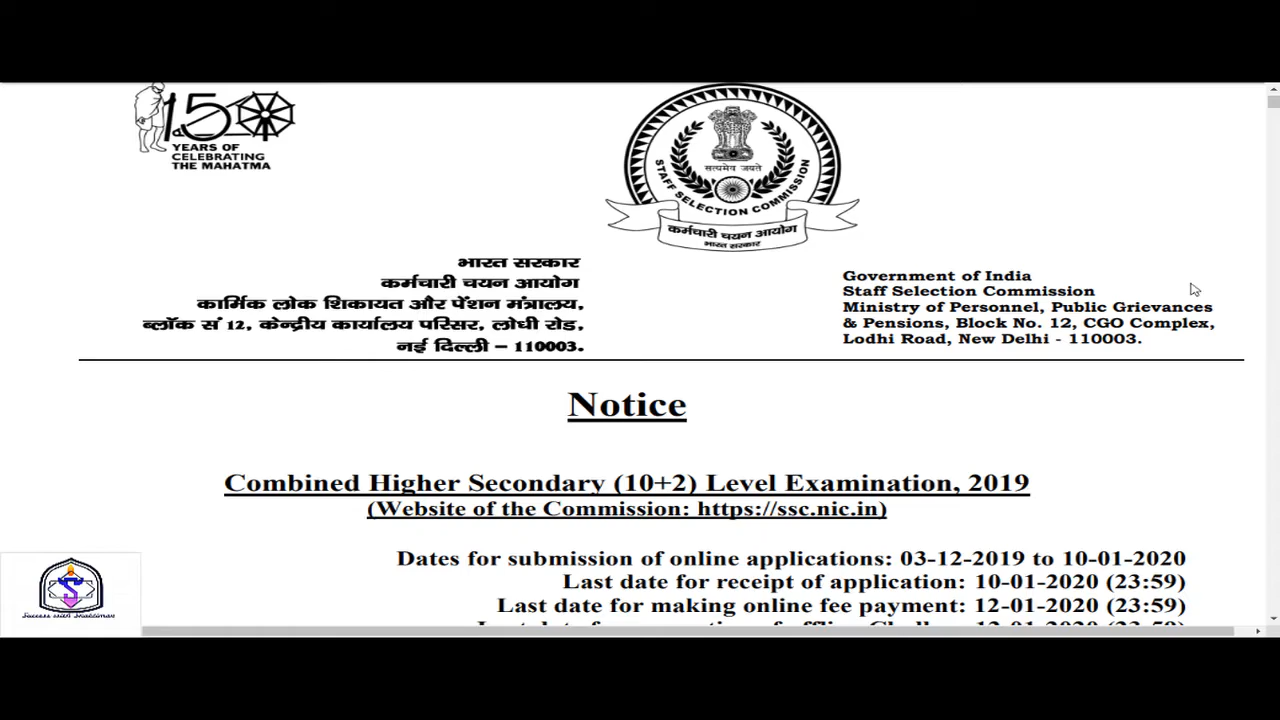 150
YEARS OF
CELEBRATING
THE MAHATMA
सत्यमेव जयते
STAFF SELECTION COMMISSION
कर्मचारी चयन आयोग
भारत सरकार
भारत सरकार
कर्मचारी चयन आयोग
कार्मिक लोक शिकायत और पेंशन मंत्रालय,
ब्लॉक सं 12, केन्द्रीय कार्यालय परिसर, लोधी रोड,
नई दिल्ली – 110003.
Government of India
Staff Selection Commission
Ministry of Personnel, Public Grievances
& Pensions, Block No. 12, CGO Complex,
Lodhi Road, New Delhi - 110003.
Notice
Combined Higher Secondary (10+2) Level Examination, 2019
(Website of the Commission: https://ssc.nic.in)
Dates for submission of online applications: 03-12-2019 to 10-01-2020
Last date for receipt of application: 10-01-2020 (23:59)
Last date for making online fee payment: 12-01-2020 (23:59)
S
Success with